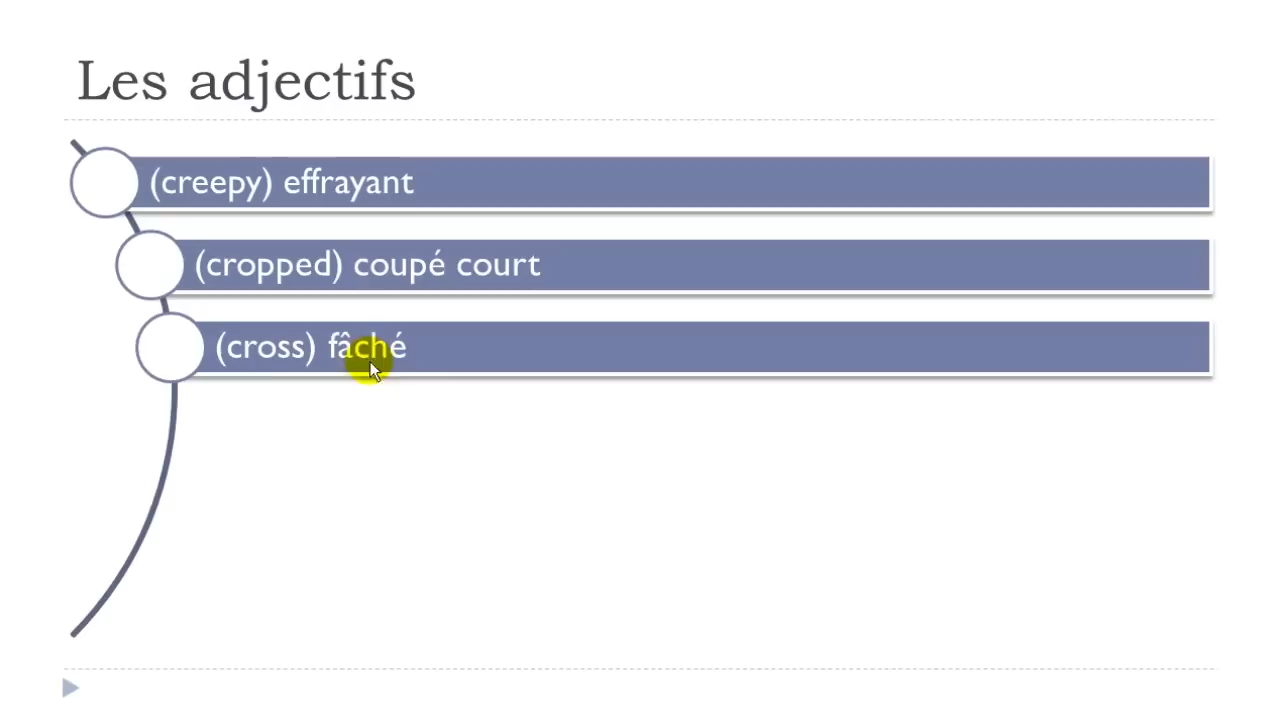 Les adjectifs
(creepy) effrayant
(cropped) coupé court
(cross) fâché